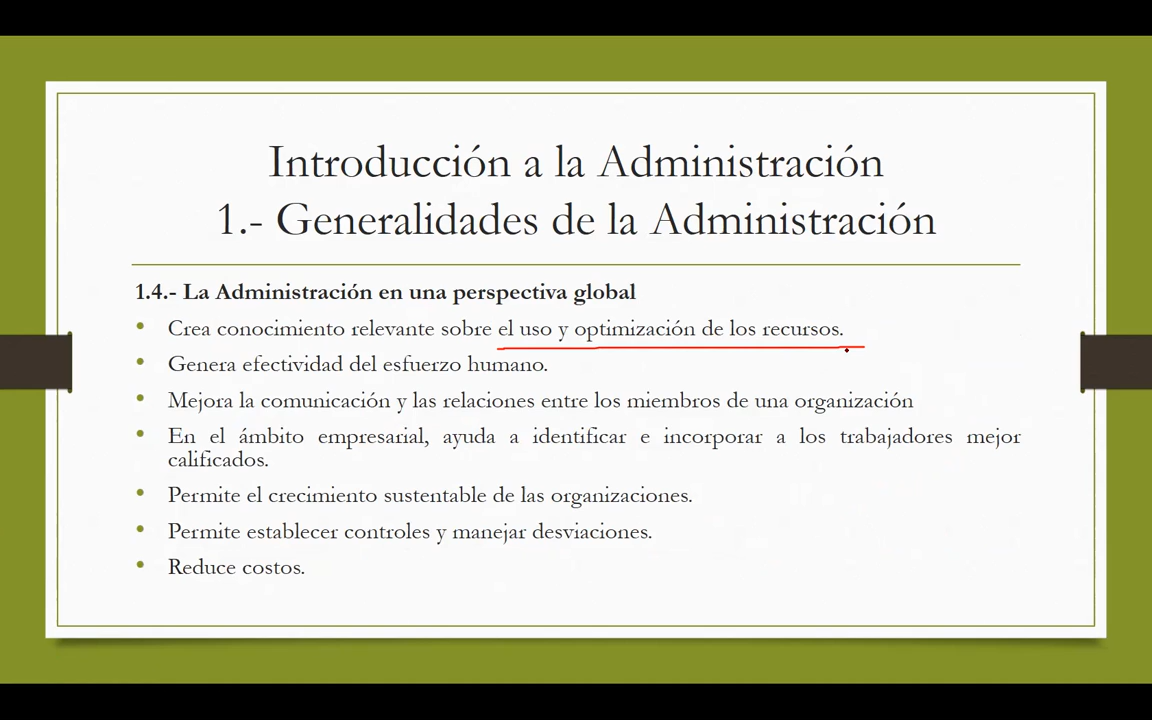 Introducción a la Administración
1.- Generalidades de la Administración
1.4.- La Administración en una perspectiva global
• Crea conocimiento relevante sobre el uso y optimización de los recursos.
• Genera efectividad del esfuerzo humano.
• Mejora la comunicación y las relaciones entre los miembros de una organización
• En el ámbito empresarial, ayuda a identificar e incorporar a los trabajadores mejor
calificados.
• Permite el crecimiento sustentable de las organizaciones.
• Permite establecer controles y manejar desviaciones.
• Reduce costos.